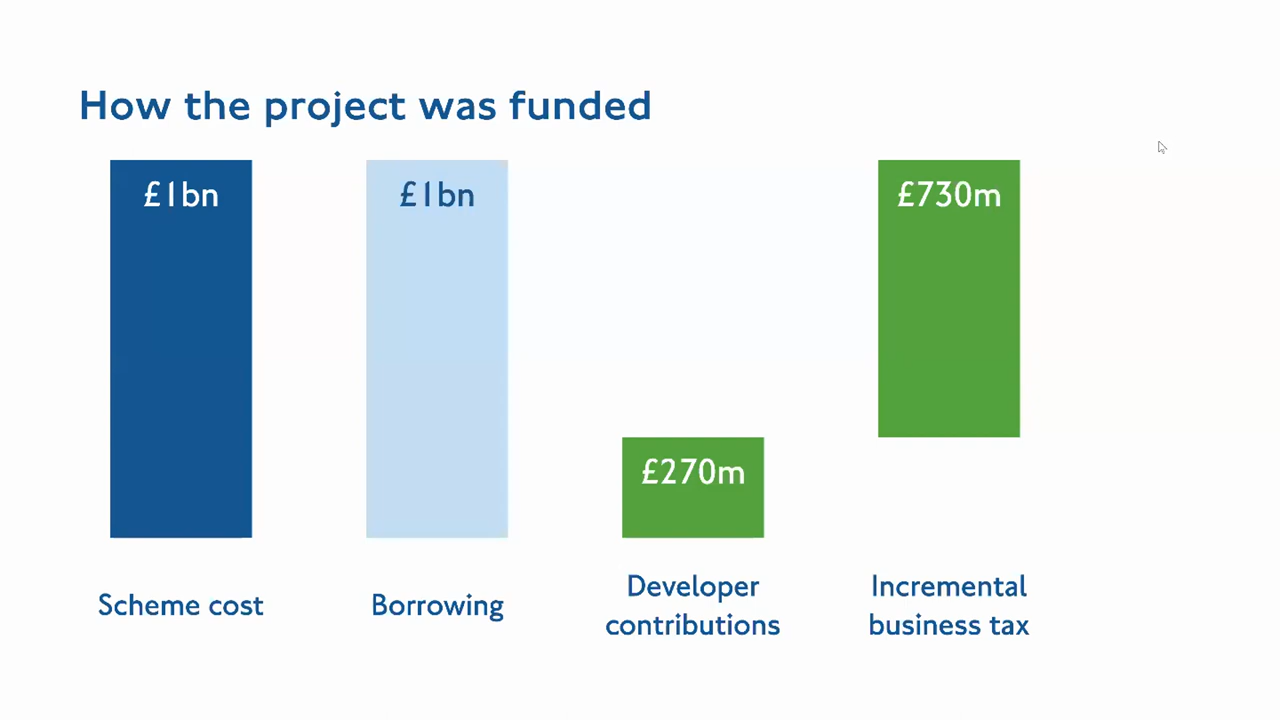 How the project was funded
£1bn
£1bn
£270m
£730m
Scheme cost
Borrowing
Developer
contributions
Incremental
business tax